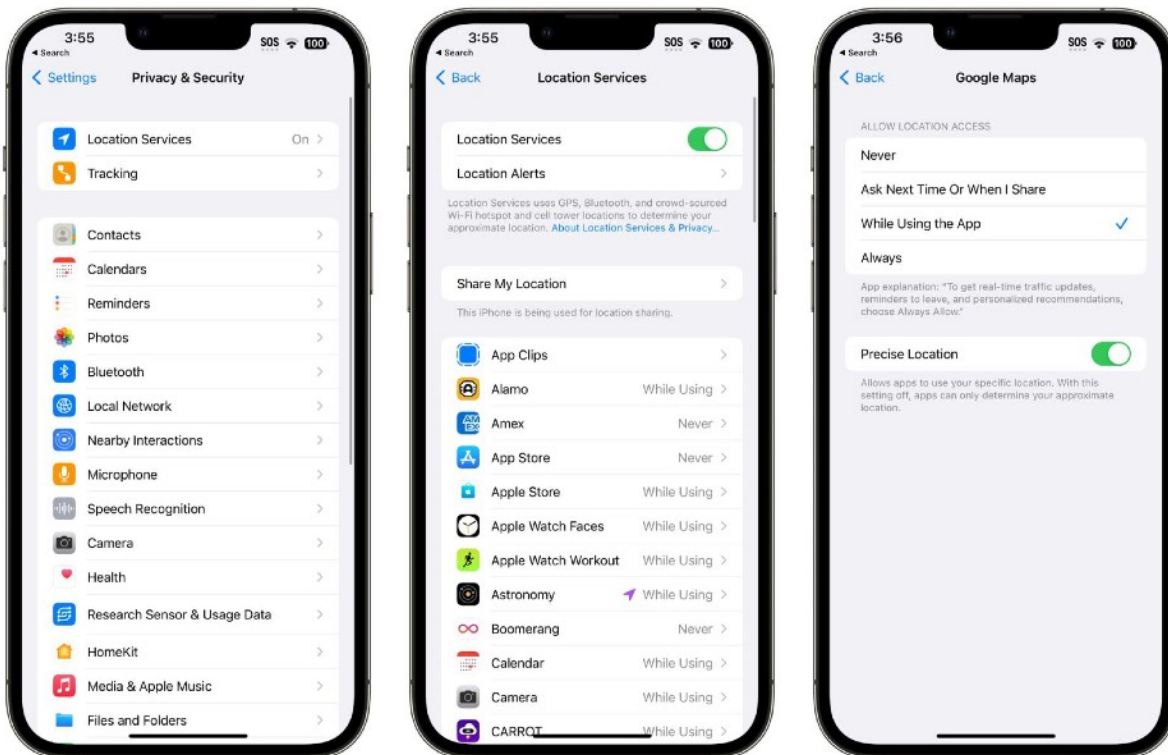 3:55
SOS
100
Search
Settings
Privacy & Security
Location Services
On
Tracking
Contacts
Calendars
Reminders
Photos
Bluetooth
Local Network
Nearby Interactions
Microphone
Speech Recognition
Camera
Health
Research Sensor & Usage Data
HomeKit
Media & Apple Music
Files and Folders
3:55
SOS
100
Search
Back
Location Services
Location Services
Location Alerts
Location Services uses GPS, Bluetooth, and crowd-sourced
Wi-Fi hotspot and cell tower locations to determine your
approximate location. About Location Services & Privacy...
Share My Location
This iPhone is being used for location sharing.
App Clips
Alamo While Using
AM
EX
Amex Never
App Store Never
Apple Store While Using
Apple Watch Faces While Using
Apple Watch Workout While Using
Astronomy While Using
Boomerang Never
Calendar While Using
Camera While Using
CARROT While Using
3:56
SOS
100
Search
Back
Google Maps
ALLOW LOCATION ACCESS
Never
Ask Next Time Or When I Share
While Using the App
Always
App explanation: "To get real-time traffic updates,
reminders to leave, and personalized recommendations,
choose Always Allow."
Precise Location
Allows apps to use your specific location. With this
setting off, apps can only determine your approximate
location.